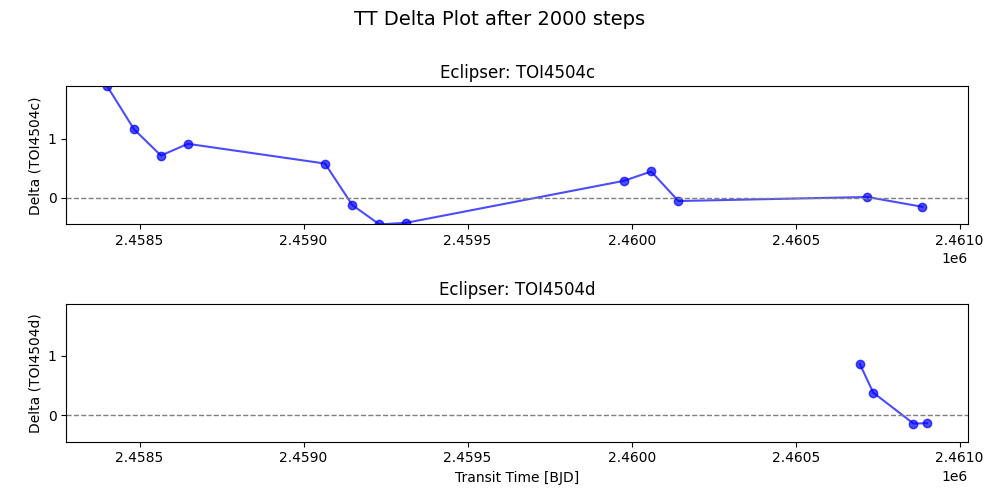 TT Delta Plot after 2000 steps
Eclipser: TOI4504c
Delta (TOI4504c)
1
0
2.4585 2.4590 2.4595 2.4600 2.4605 2.4610
1e6
Eclipser: TOI4504d
Delta (TOI4504d)
1
0
2.4585 2.4590 2.4595 2.4600 2.4605 2.4610
Transit Time [BJD]
1e6